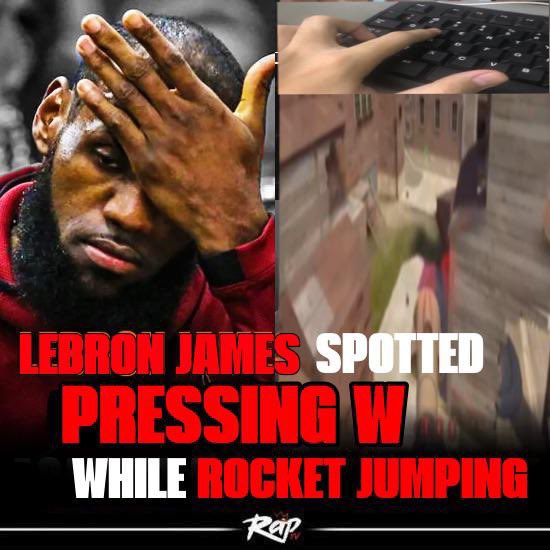 LEBRON JAMES SPOTTED
PRESSING W
WHILE ROCKET JUMPING
Rap TV